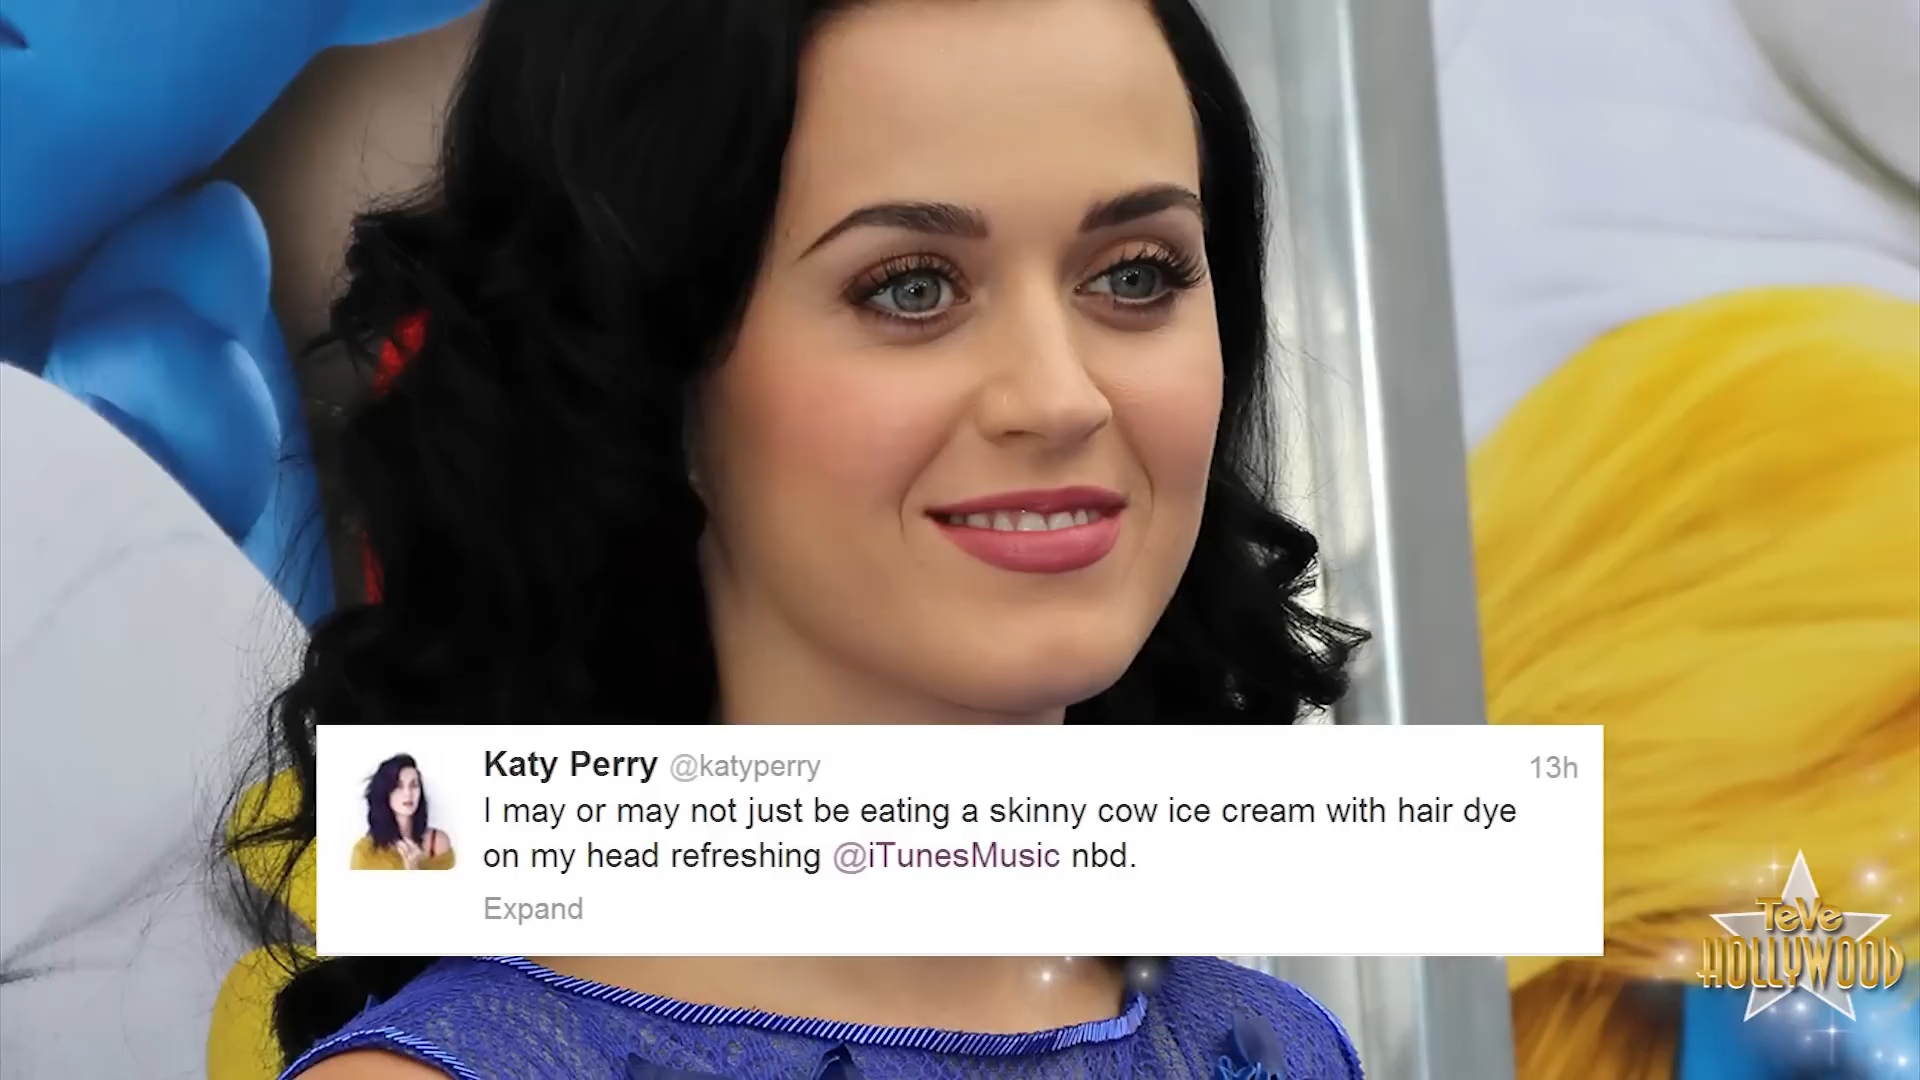 Katy Perry @katyperry 13h
I may or may not just be eating a skinny cow ice cream with hair dye
on my head refreshing @iTunesMusic nbd.
Expand
TeVe
HOLLYWOOD